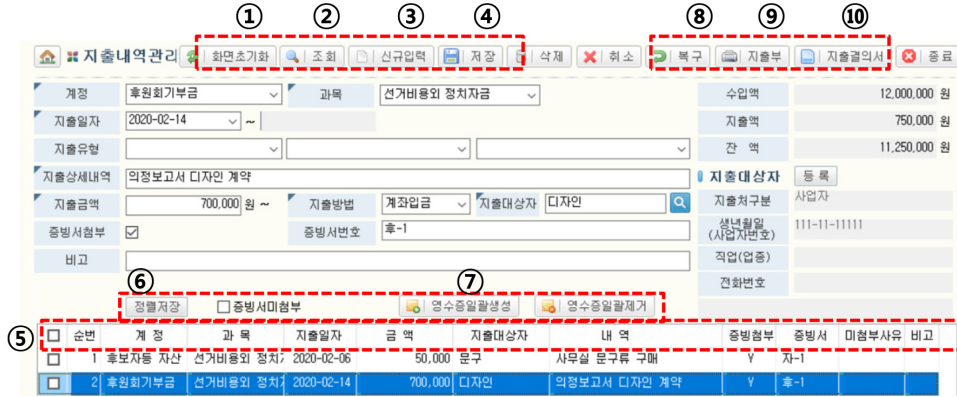 ① ② ③ ④ ⑧ ⑨ ⑩
지출내역관리 화면초기화 조회 신규입력 저장 삭제 취소 복구 지출부 지출결의서 종료
계정 후원회기부금 과목 선거비용외 정치자금 수입액 12,000,000 원
지출일자 2020-02-14 ~ 지출액 750,000 원
지출유형 잔 액 11,250,000 원
지출상세내역 의정보고서 디자인 계약 지출대상자 등록
지출금액 700,000 원 ~ 지출방법 계좌입금 지출대상자 디자인 지출처구분 사업자
증빙서첨부 증빙서번호 후-1 생년월일 (사업자번호) 111-11-11111
비고 직업(업종)
전화번호
⑥ ⑦
정렬저장 증빙서미첨부 영수증일괄생성 영수증일괄제거
⑤ 순번 계 정 과 목 지출일자 금 액 지출대상자 내 역 증빙첨부 증빙서 미첨부사유 비고
1 후보자등 자산 선거비용외 정치 2020-02-06 50,000 문구 사무실 문구류 구매 Y 자-1
2 후원회기부금 선거비용외 정치 2020-02-14 700,000 디자인 의정보고서 디자인 계약 Y 후-1